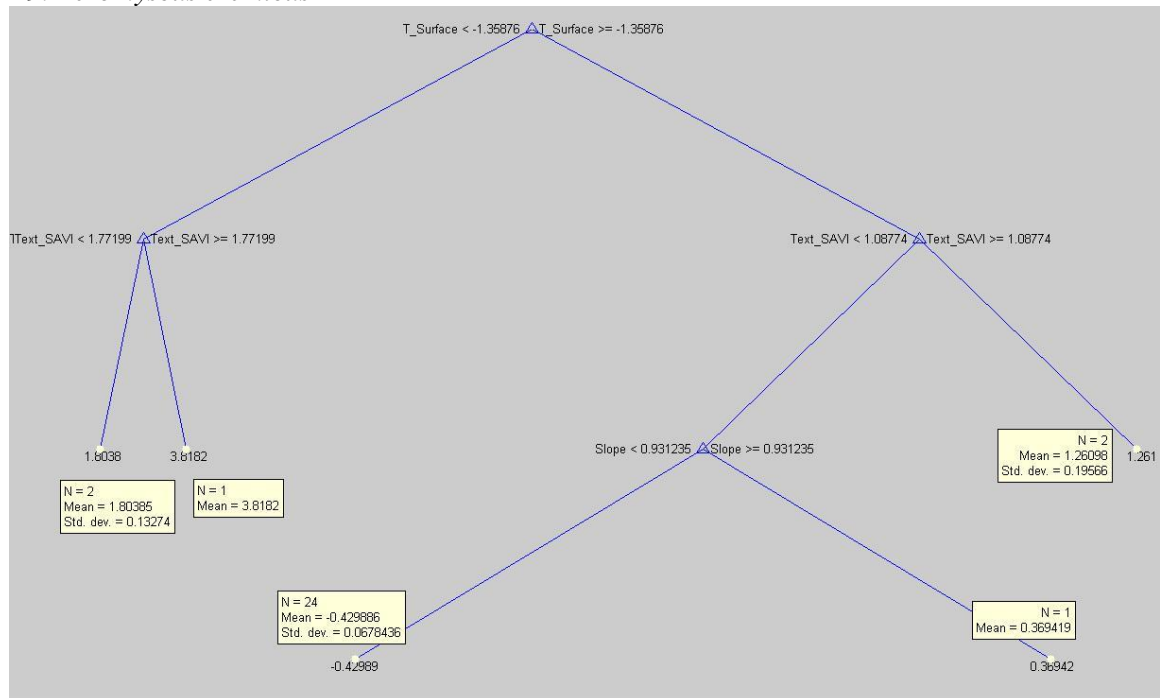 T_Surface < -1.35876 T_Surface >= -1.35876
Text_SAVI < 1.77199 Text_SAVI >= 1.77199
Text_SAVI < 1.08774 Text_SAVI >= 1.08774
1.8038
3.8182
N = 2
Mean = 1.80385
Std. dev. = 0.13274
N = 1
Mean = 3.8182
Slope < 0.931235 Slope >= 0.931235
N = 2
Mean = 1.26098
Std. dev. = 0.19566
1.261
N = 24
Mean = -0.429886
Std. dev. = 0.0678436
-0.42989
N = 1
Mean = 0.369419
0.36942